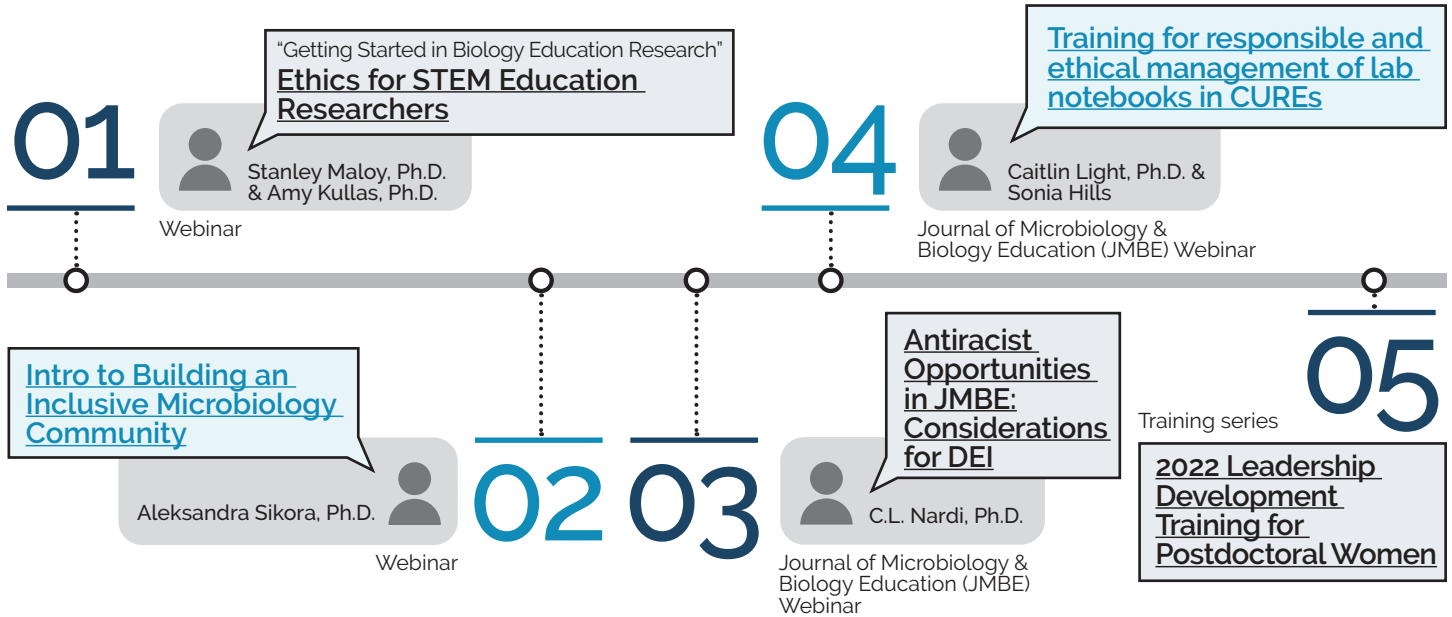 01
“Getting Started in Biology Education Research”
Ethics for STEM Education
Researchers
Stanley Maloy, Ph.D.
& Amy Kullas, Ph.D.
Webinar
Intro to Building an
Inclusive Microbiology
Community
Aleksandra Sikora, Ph.D.
Webinar
02
03
Antiracist
Opportunities
in JMBE:
Considerations
for DEI
C.L. Nardi, Ph.D.
Journal of Microbiology &
Biology Education (JMBE)
Webinar
04
Training for responsible and
ethical management of lab
notebooks in CUREs
Caitlin Light, Ph.D. &
Sonia Hills
Journal of Microbiology &
Biology Education (JMBE) Webinar
05
Training series
2022 Leadership
Development
Training for
Postdoctoral Women